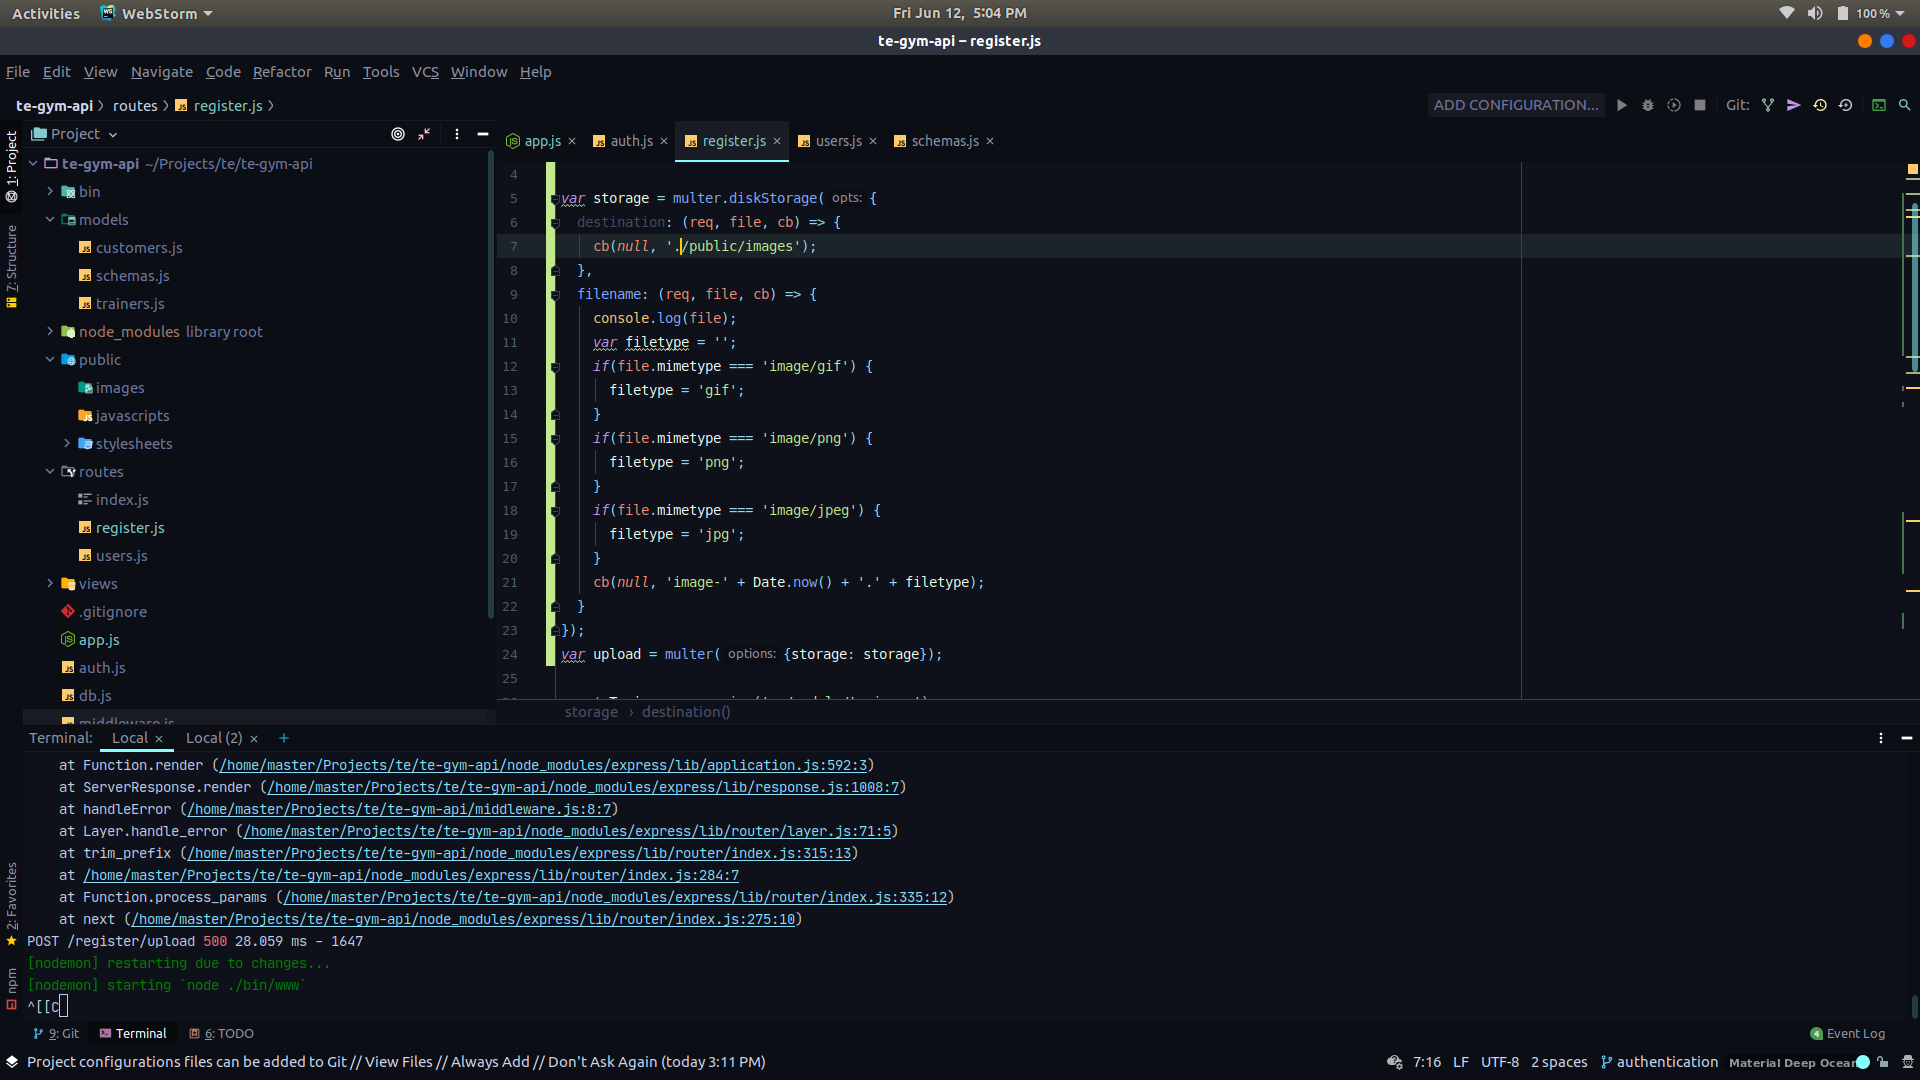 Activities WebStorm Fri Jun 12, 5:04 PM 100%
te-gym-api – register.js
File Edit View Navigate Code Refactor Run Tools VCS Window Help
te-gym-api routes register.js ADD CONFIGURATION... Git:
Project
1: Project
7: Structure
2: Favorites
npm
te-gym-api ~/Projects/te/te-gym-api
bin
models
customers.js
schemas.js
trainers.js
node_modules library root
public
images
javascripts
stylesheets
routes
index.js
register.js
users.js
views
.gitignore
app.js
auth.js
db.js
middleware.js
app.js auth.js register.js users.js schemas.js
4
5 var storage = multer.diskStorage( opts: {
6 destination: (req, file, cb) => {
7 cb(null, './public/images');
8 },
9 filename: (req, file, cb) => {
10 console.log(file);
11 var filetype = '';
12 if(file.mimetype === 'image/gif') {
13 filetype = 'gif';
14 }
15 if(file.mimetype === 'image/png') {
16 filetype = 'png';
17 }
18 if(file.mimetype === 'image/jpeg') {
19 filetype = 'jpg';
20 }
21 cb(null, 'image-' + Date.now() + '.' + filetype);
22 }
23 });
24 var upload = multer( options: {storage: storage});
25
storage › destination()
Terminal: Local × Local (2) × +
at Function.render (/home/master/Projects/te/te-gym-api/node_modules/express/lib/application.js:592:3)
at ServerResponse.render (/home/master/Projects/te/te-gym-api/node_modules/express/lib/response.js:1008:7)
at handleError (/home/master/Projects/te/te-gym-api/middleware.js:8:7)
at Layer.handle_error (/home/master/Projects/te/te-gym-api/node_modules/express/lib/router/layer.js:71:5)
at trim_prefix (/home/master/Projects/te/te-gym-api/node_modules/express/lib/router/index.js:315:13)
at /home/master/Projects/te/te-gym-api/node_modules/express/lib/router/index.js:284:7
at Function.process_params (/home/master/Projects/te/te-gym-api/node_modules/express/lib/router/index.js:335:12)
at next (/home/master/Projects/te/te-gym-api/node_modules/express/lib/router/index.js:275:10)
POST /register/upload 500 28.059 ms - 1647
[nodemon] restarting due to changes...
[nodemon] starting `node ./bin/www`
^[[C
9: Git Terminal 6: TODO 4 Event Log
Project configurations files can be added to Git // View Files // Always Add // Don't Ask Again (today 3:11 PM) 7:16 LF UTF-8 2 spaces authentication Material Deep Ocean